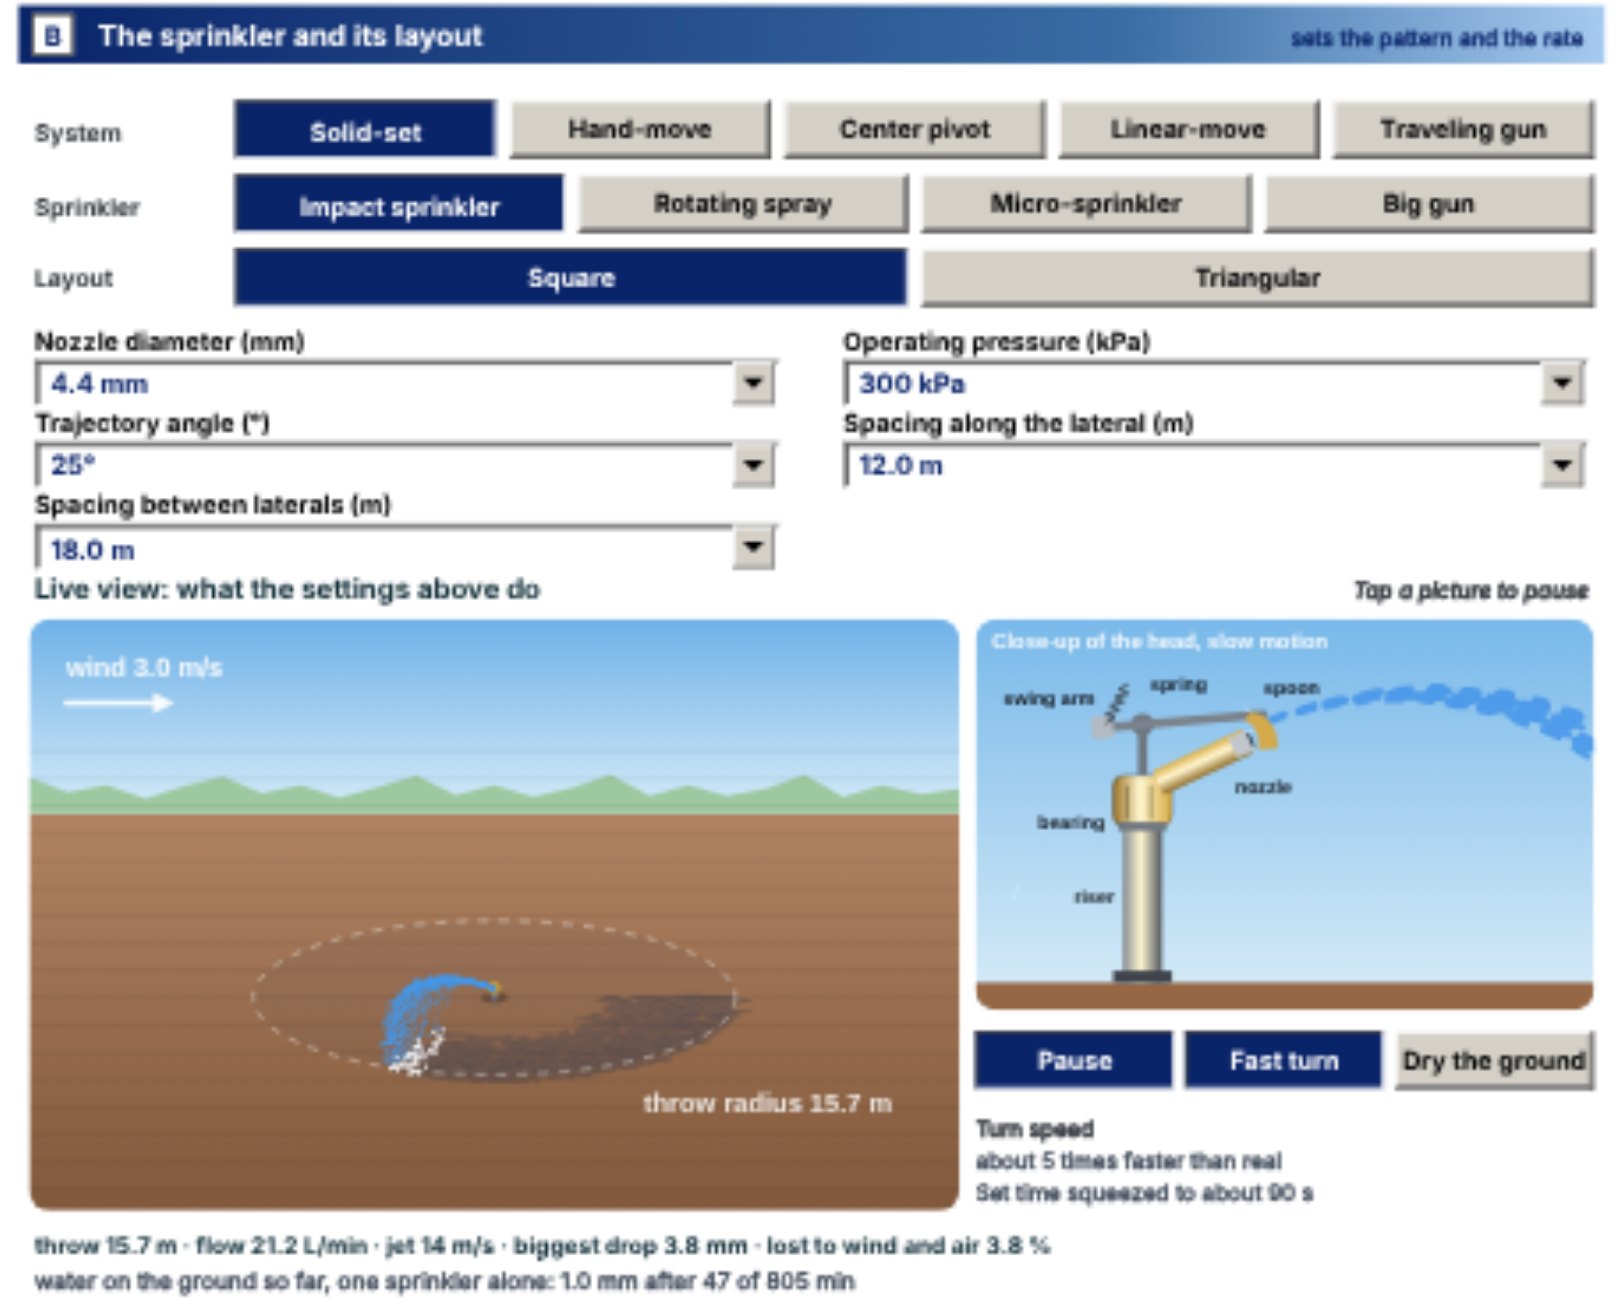 B The sprinkler and its layout sets the pattern and the rate
System Solid-set Hand-move Center pivot Linear-move Traveling gun
Sprinkler Impact sprinkler Rotating spray Micro-sprinkler Big gun
Layout Square Triangular
Nozzle diameter (mm) Operating pressure (kPa)
4.4 mm 300 kPa
Trajectory angle (°) Spacing along the lateral (m)
25° 12.0 m
Spacing between laterals (m)
18.0 m
Live view: what the settings above do Tap a picture to pause
wind 3.0 m/s
throw radius 15.7 m
Close-up of the head, slow motion
swing arm spring spoon
nozzle
bearing
riser
Pause Fast turn Dry the ground
Turn speed
about 5 times faster than real
Set time squeezed to about 90 s
throw 15.7 m · flow 21.2 L/min · jet 14 m/s · biggest drop 3.8 mm · lost to wind and air 3.8 %
water on the ground so far, one sprinkler alone: 1.0 mm after 47 of 805 min